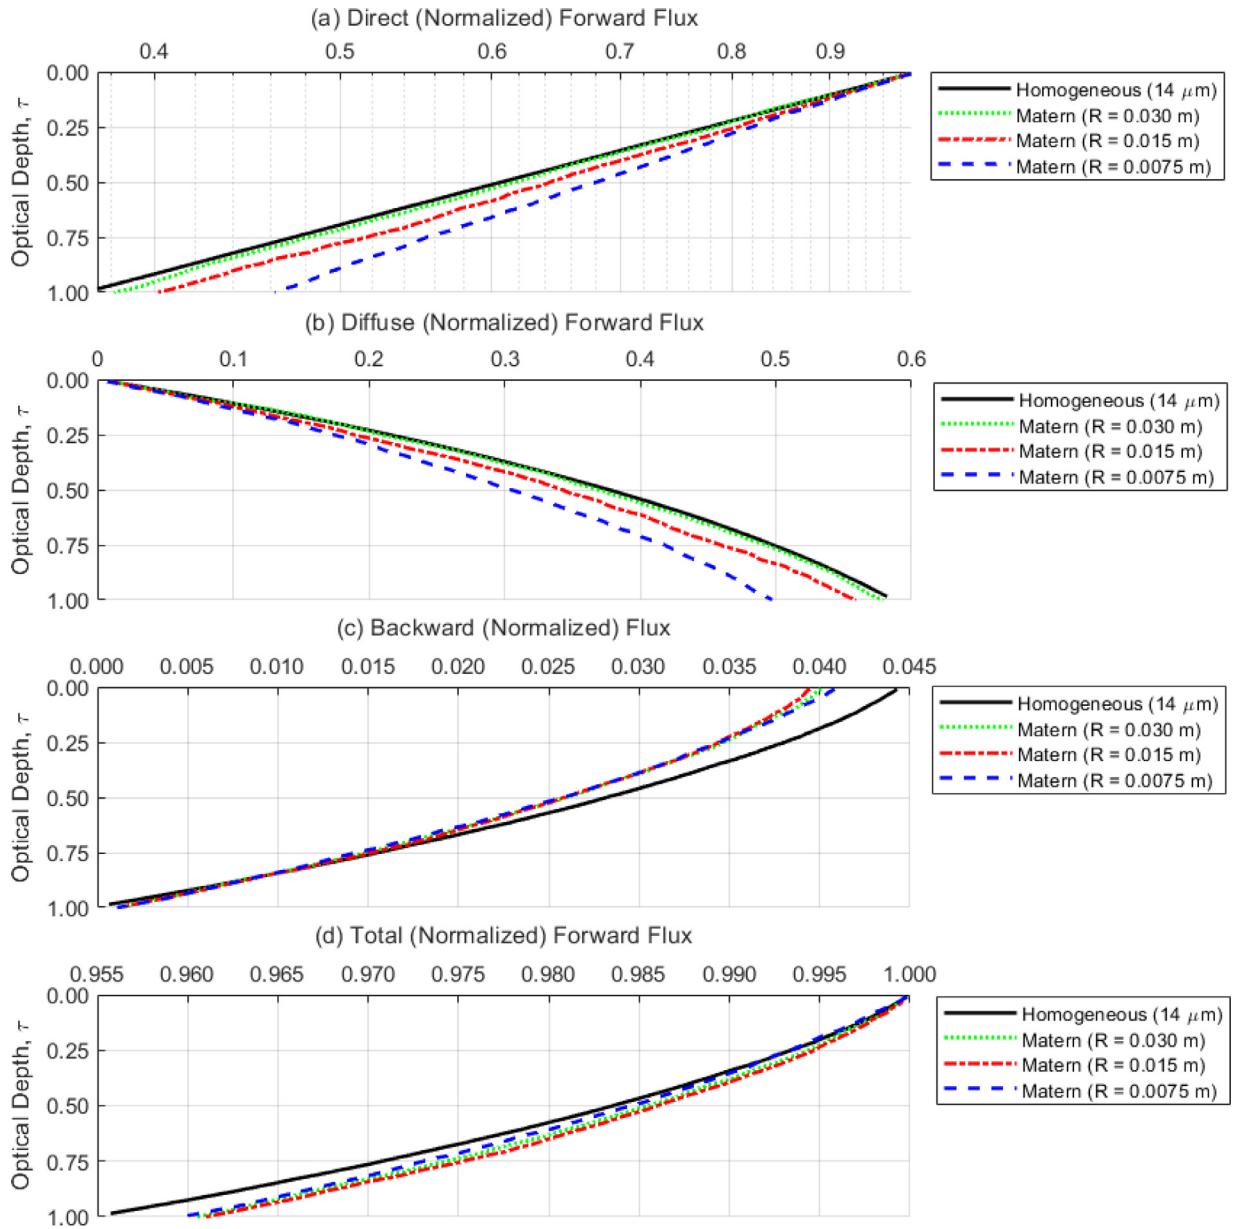 (a) Direct (Normalized) Forward Flux
0.4 0.5 0.6 0.7 0.8 0.9
0.00
0.25
0.50
0.75
1.00
Optical Depth, τ
Homogeneous (14 μm)
Matern (R = 0.030 m)
Matern (R = 0.015 m)
Matern (R = 0.0075 m)
(b) Diffuse (Normalized) Forward Flux
0 0.1 0.2 0.3 0.4 0.5 0.6
0.00
0.25
0.50
0.75
1.00
Optical Depth, τ
Homogeneous (14 μm)
Matern (R = 0.030 m)
Matern (R = 0.015 m)
Matern (R = 0.0075 m)
(c) Backward (Normalized) Flux
0.000 0.005 0.010 0.015 0.020 0.025 0.030 0.035 0.040 0.045
0.00
0.25
0.50
0.75
1.00
Optical Depth, τ
Homogeneous (14 μm)
Matern (R = 0.030 m)
Matern (R = 0.015 m)
Matern (R = 0.0075 m)
(d) Total (Normalized) Forward Flux
0.955 0.960 0.965 0.970 0.975 0.980 0.985 0.990 0.995 1.000
0.00
0.25
0.50
0.75
1.00
Optical Depth, τ
Homogeneous (14 μm)
Matern (R = 0.030 m)
Matern (R = 0.015 m)
Matern (R = 0.0075 m)